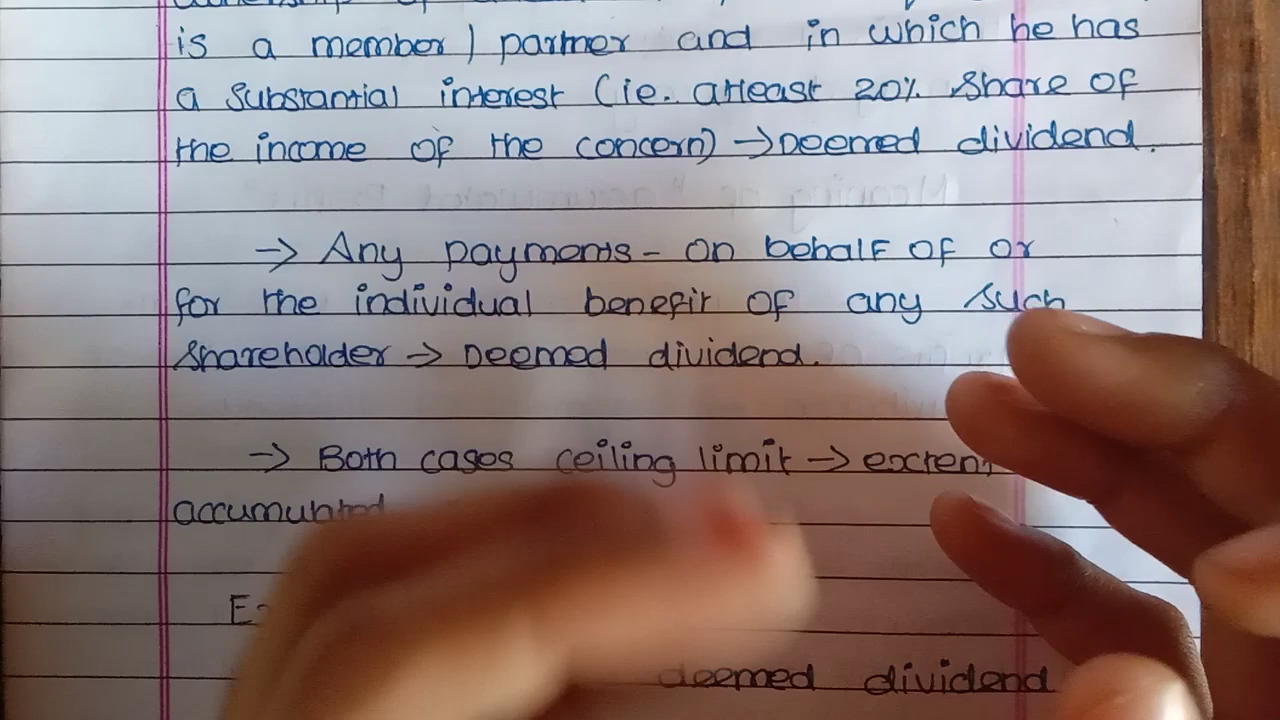 is a member / partner and in which he has
a substantial interest (ie. atleast 20% share of
the income of the concern) → Deemed dividend.
→ Any payments - on behalf of or
for the individual benefit of any such
shareholder → Deemed dividend.
→ Both cases ceiling limit → extent
accumulated
deemed dividend